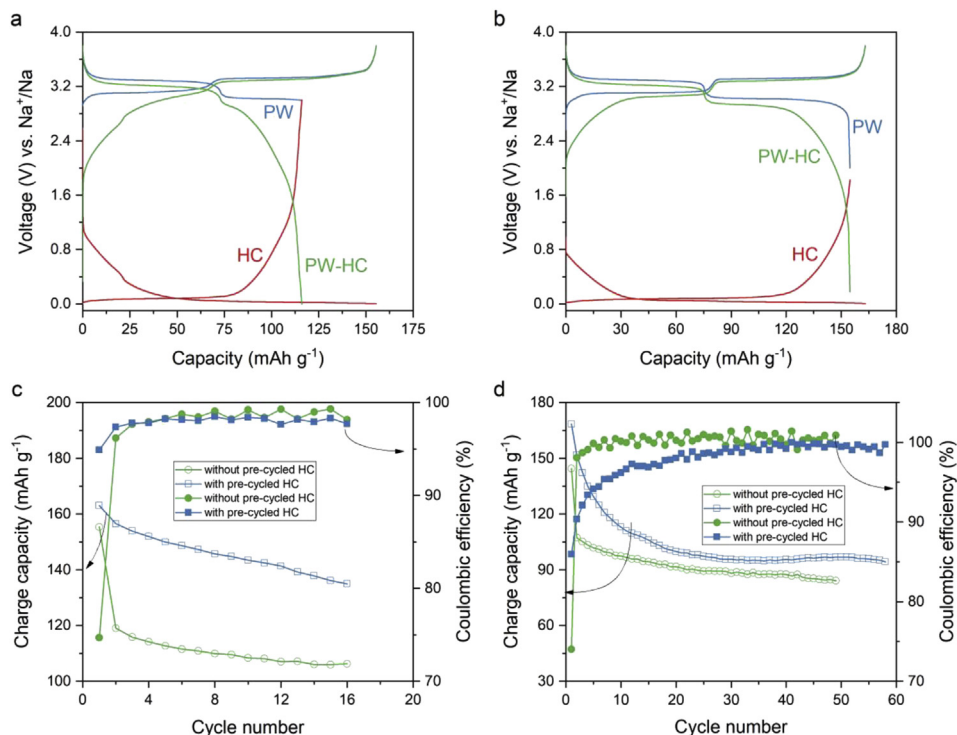 a
4.0
3.2
2.4
1.6
0.8
0.0
Voltage (V) vs. Na⁺/Na
PW
HC
PW-HC
0 25 50 75 100 125 175
Capacity (mAh g⁻¹)
b
4.0
3.2
2.4
1.6
0.8
0.0
Voltage (V) vs. Na⁺/Na
PW
PW-HC
HC
0 30 60 90 120 150 180
Capacity (mAh g⁻¹)
c
200
180
160
140
120
100
Charge capacity (mAh g⁻¹)
without pre-cycled HC
with pre-cycled HC
without pre-cycled HC
with pre-cycled HC
100
90
80
70
Coulombic efficiency (%)
0 4 8 12 16 20
Cycle number
d
180
150
120
90
60
30
Charge capacity (mAh g⁻¹)
without pre-cycled HC
with pre-cycled HC
without pre-cycled HC
with pre-cycled HC
100
90
80
70
Coulombic efficiency (%)
0 10 20 30 40 50 60
Cycle number